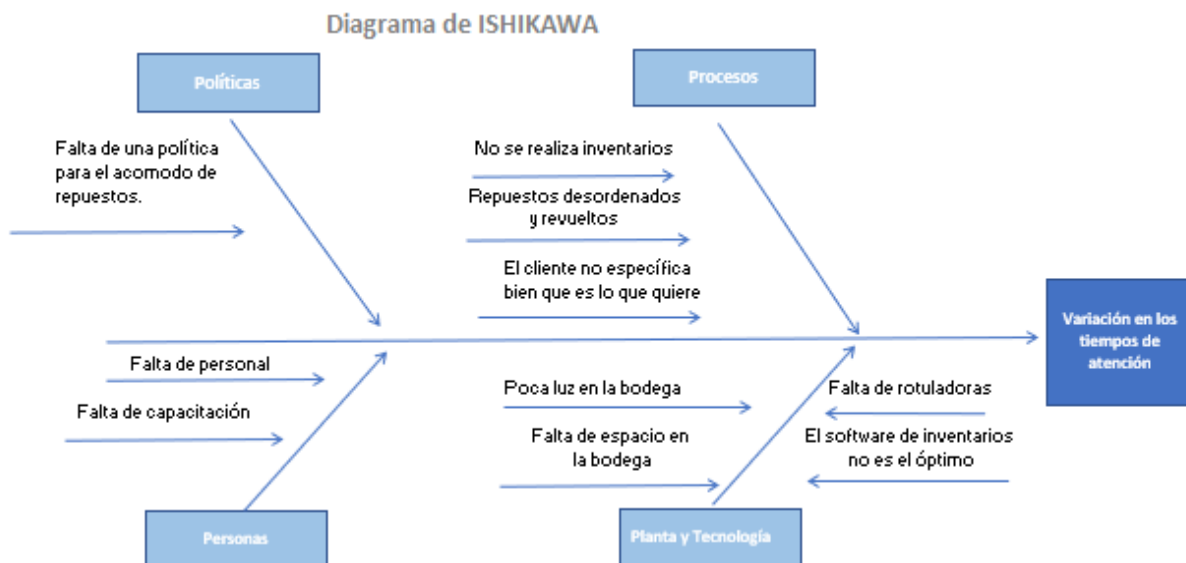 Diagrama de ISHIKAWA
Políticas
Procesos
Falta de una política
para el acomodo de
repuestos.
No se realiza inventarios
Repuestos desordenados
y revueltos
El cliente no específica
bien que es lo que quiere
Variación en los
tiempos de
atención
Falta de personal
Falta de capacitación
Poca luz en la bodega
Falta de espacio en
la bodega
Falta de rotuladoras
El software de inventarios
no es el óptimo
Personas
Planta y Tecnología